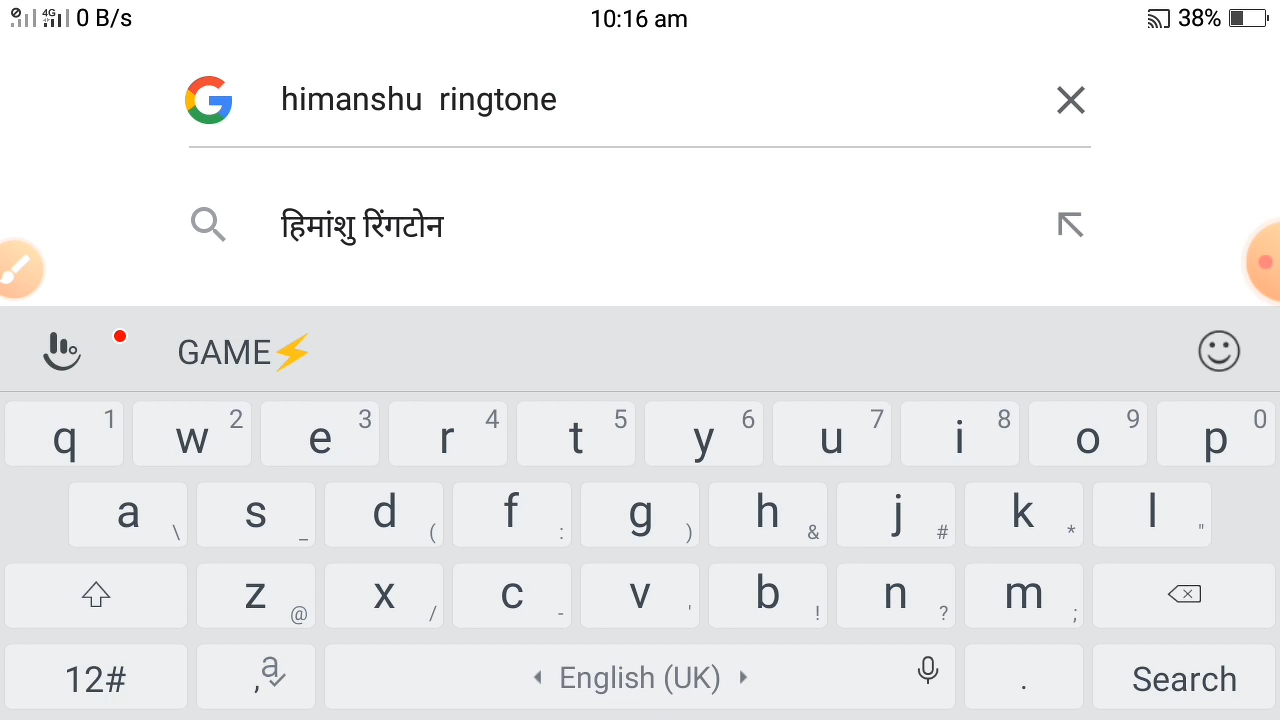 4G 0 B/s 10:16 am 38%
himanshu ringtone
हिमांशु रिंगटोन
GAME⚡
q 1 w 2 e 3 r 4 t 5 y 6 u 7 i 8 o 9 p 0
a \ s _ d ( f : g ) h & j # k * l "
z @ x / c - v ' b ! n ? m ;
12# , a English (UK) . Search